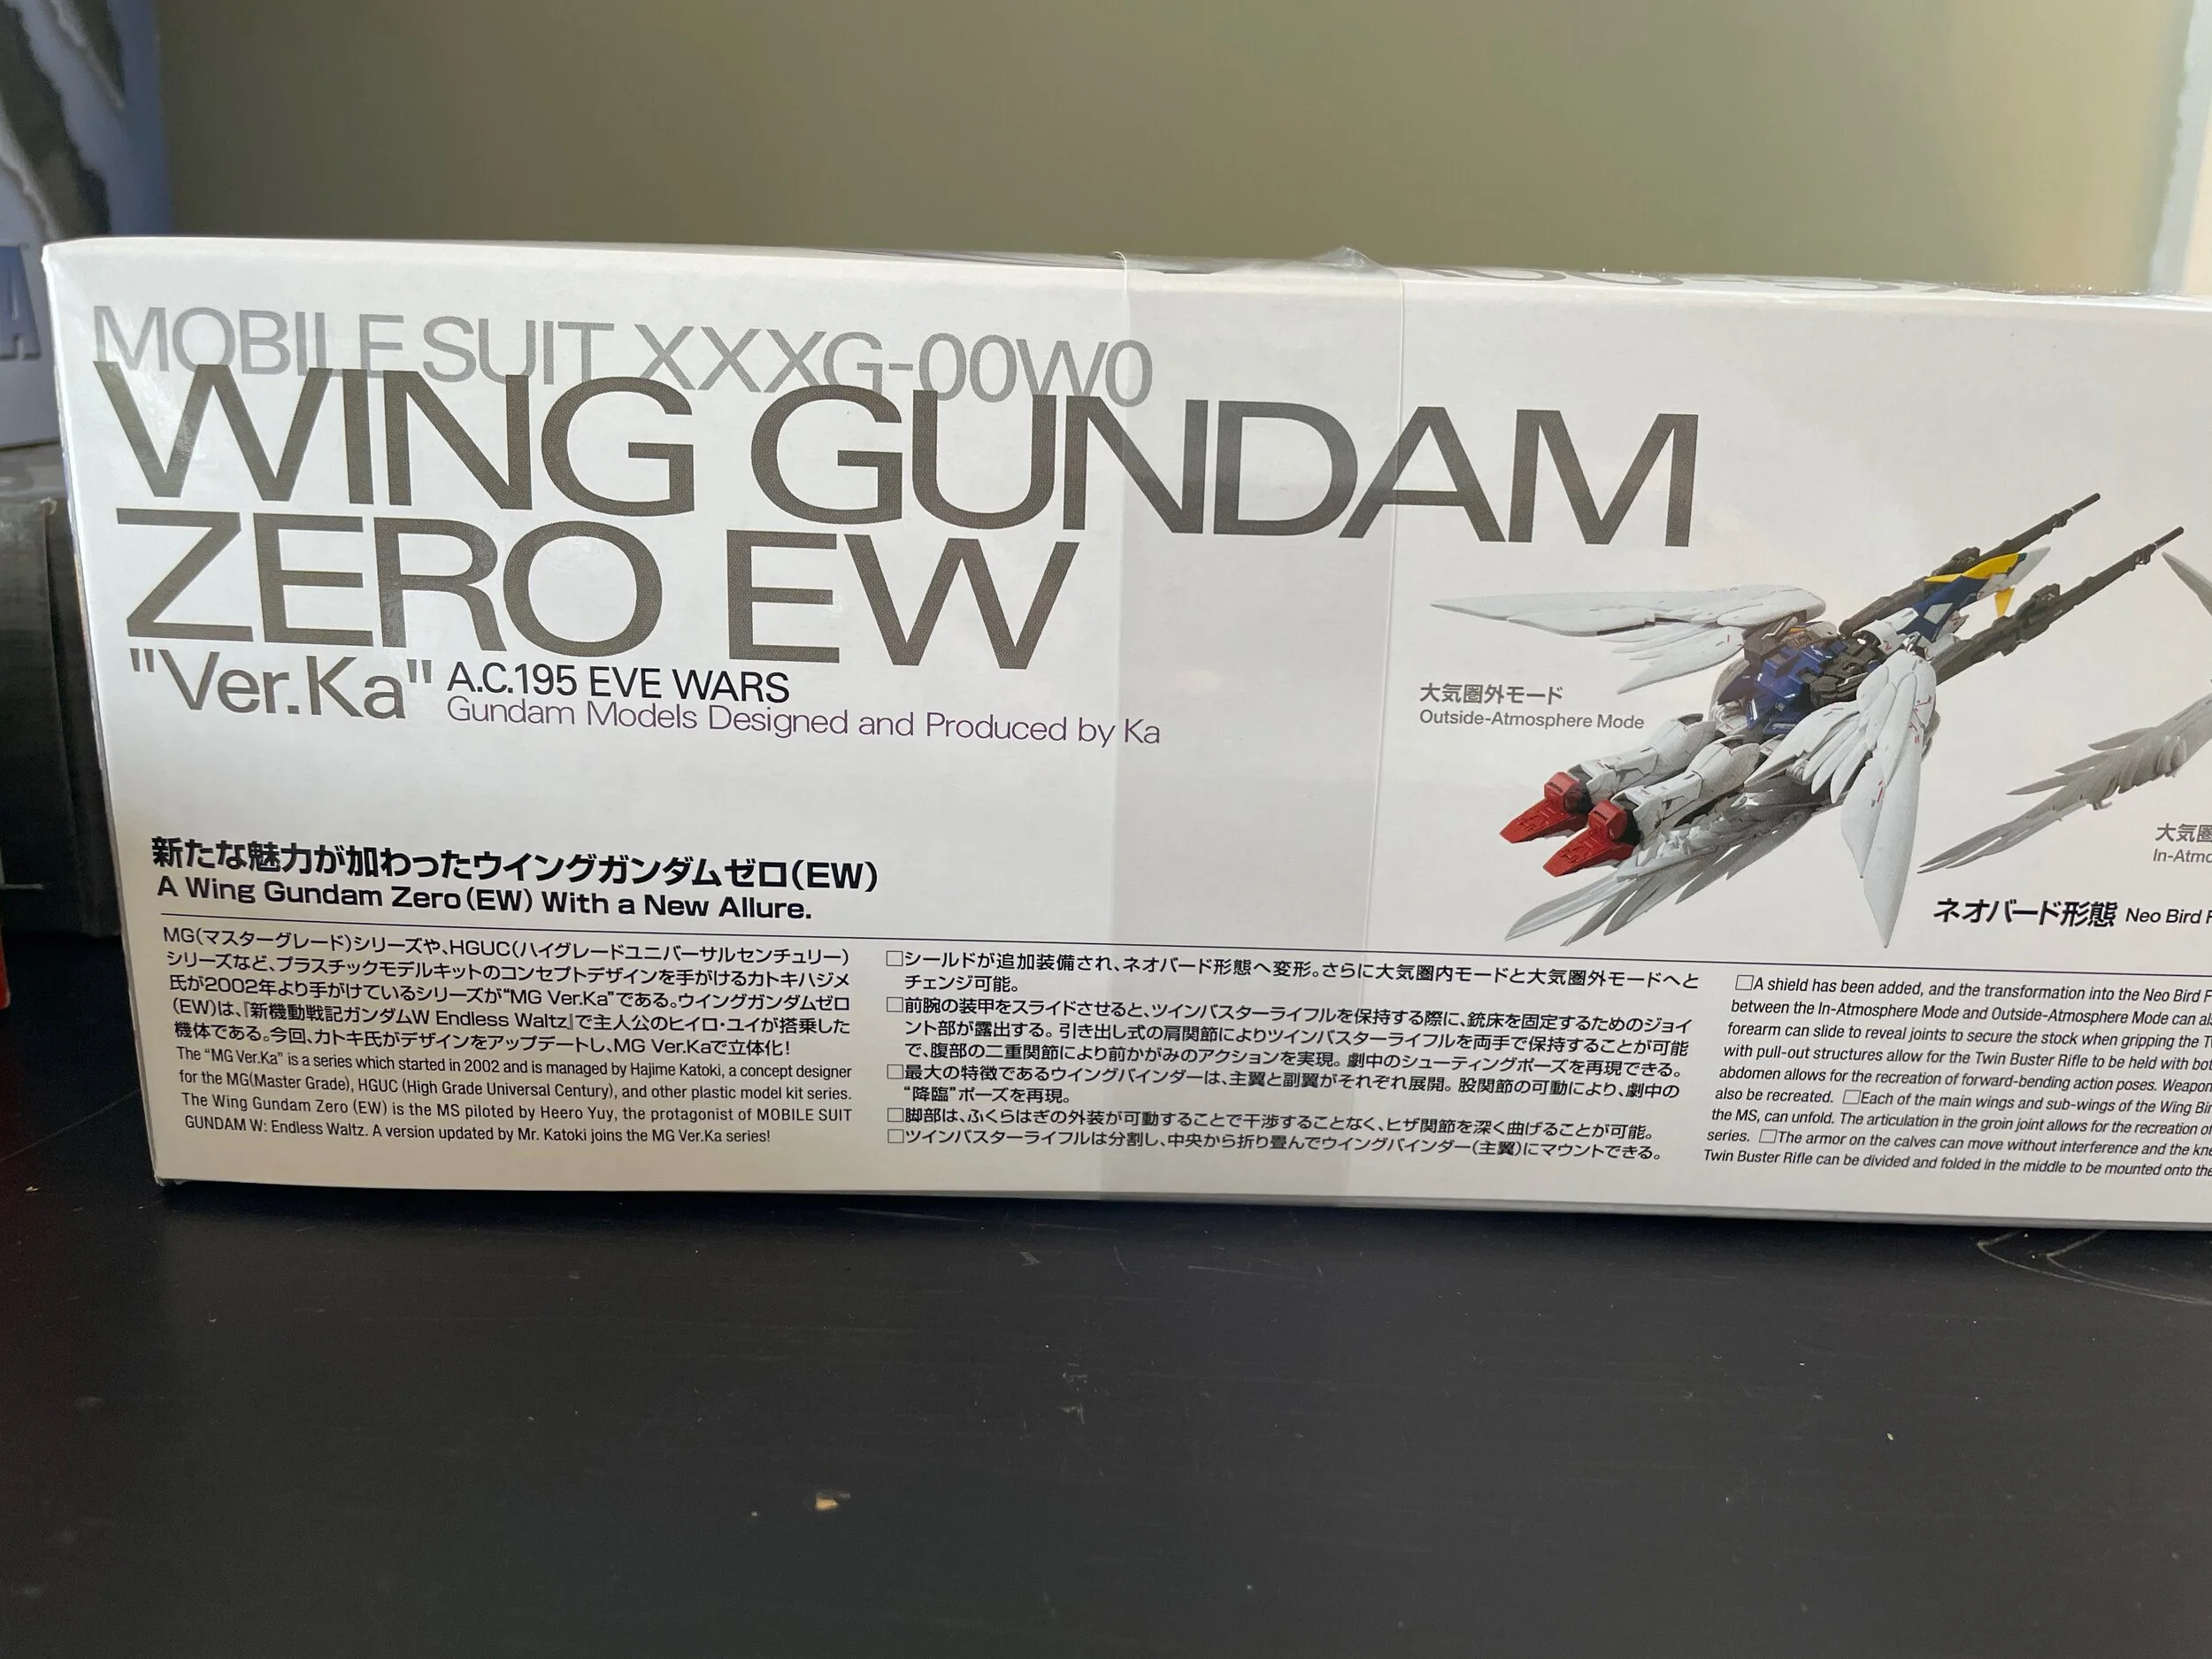 MOBILE SUIT XXXG-00W0
WING GUNDAM
ZERO EW
"Ver.Ka" A.C.195 EVE WARS
Gundam Models Designed and Produced by Ka
大気圏外モード
Outside-Atmosphere Mode
大気圏
ネオバード形態 Neo Bird
新たな魅力が加わったウイングガンダムゼロ(EW)
A Wing Gundam Zero (EW) With a New Allure.
MG(マスターグレード)シリーズや、HGUC(ハイグレードユニバーサルセンチュリー)
シリーズなど、プラスチックモデルキットのコンセプトデザインを手がけるカトキハジメ
氏が2002年より手がけているシリーズが“MG Ver.Ka”である。ウイングガンダムゼロ
(EW)は、『新機動戦記ガンダムW Endless Waltz』で主人公のヒイロ・ユイが搭乗した
機体である。今回、カトキ氏がデザインをアップデートし、MG Ver.Kaで立体化!
The “MG Ver.Ka” is a series which started in 2002 and is managed by Hajime Katoki, a concept designer
for the MG(Master Grade), HGUC (High Grade Universal Century), and other plastic model kit series.
The Wing Gundam Zero (EW) is the MS piloted by Heero Yuy, the protagonist of MOBILE SUIT
GUNDAM W: Endless Waltz. A version updated by Mr. Katoki joins the MG Ver.Ka series!
□シールドが追加装備され、ネオバード形態へ変形。さらに大気圏内モードと大気圏外モードへと
チェンジ可能。
□前腕の装甲をスライドさせると、ツインバスターライフルを保持する際に、銃床を固定するためのジョイ
ント部が露出する。引き出し式の肩関節によりツインバスターライフルを両手で保持することが可能
で、腹部の二重関節により前かがみのアクションを実現。劇中のシューティングポーズを再現できる。
□最大の特徴であるウイングバインダーは、主翼と副翼がそれぞれ展開。股関節の可動により、劇中の
“降臨”ポーズを再現。
□脚部は、ふくらはぎの外装が可動することで干渉することなく、ヒザ関節を深く曲げることが可能。
□ツインバスターライフルは分割し、中央から折り畳んでウイングバインダー(主翼)にマウントできる。
□A shield has been added, and the transformation into the Neo Bird
between the In-Atmosphere Mode and Outside-Atmosphere Mode can
forearm can slide to reveal joints to secure the stock when gripping the
with pull-out structures allow for the Twin Buster Rifle to be held with
abdomen allows for the recreation of forward-bending action poses.
also be recreated. □Each of the main wings and sub-wings of the Wing
the MS, can unfold. The articulation in the groin joint allows for the recreation
series. □The armor on the calves can move without interference and the
Twin Buster Rifle can be divided and folded in the middle to be mounted onto